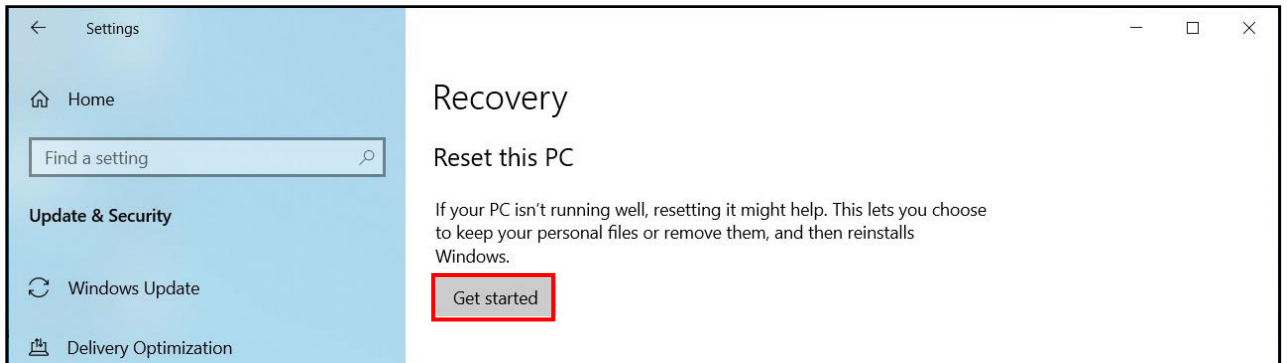 Settings
Home
Find a setting
Update & Security
Windows Update
Delivery Optimization
Recovery
Reset this PC
If your PC isn’t running well, resetting it might help. This lets you choose
to keep your personal files or remove them, and then reinstalls
Windows.
Get started